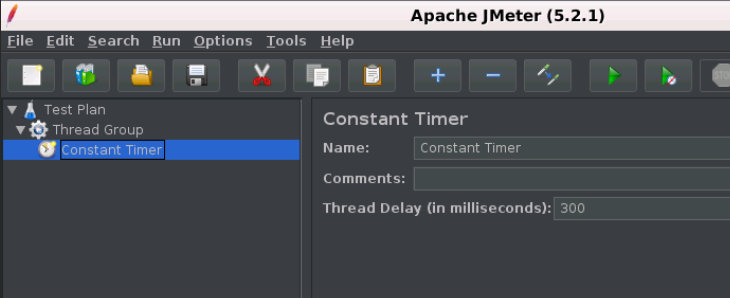 Apache JMeter (5.2.1)
File Edit Search Run Options Tools Help
Test Plan
Thread Group
Constant Timer
Constant Timer
Name: Constant Timer
Comments:
Thread Delay (in milliseconds): 300